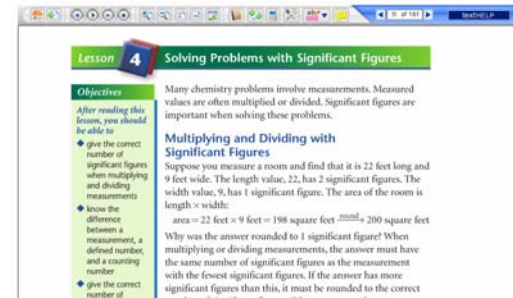 of 161
textHELP
Lesson 4 Solving Problems with Significant Figures
Objectives
After reading this
lesson, you should
be able to
give the correct
number of
significant figures
when multiplying
and dividing
measurements
know the
difference
between a
measurement, a
defined number,
and a counting
number
give the correct
number of
Many chemistry problems involve measurements. Measured
values are often multiplied or divided. Significant figures are
important when solving these problems.
Multiplying and Dividing with
Significant Figures
Suppose you measure a room and find that it is 22 feet long and
9 feet wide. The length value, 22, has 2 significant figures. The
width value, 9, has 1 significant figure. The area of the room is
length × width:
area = 22 feet × 9 feet = 198 square feet round→ 200 square feet
Why was the answer rounded to 1 significant figure? When
multiplying or dividing measurements, the answer must have
the same number of significant figures as the measurement
with the fewest significant figures. If the answer has more
significant figures than this, it must be rounded to the correct